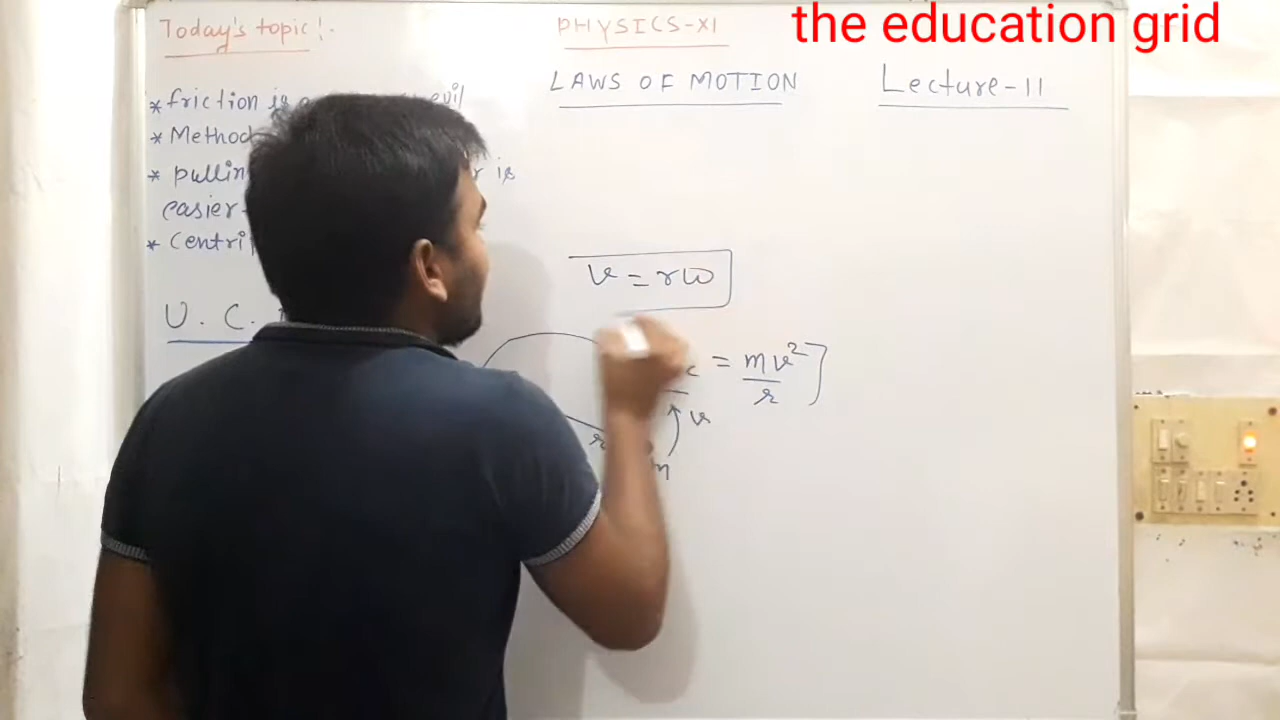 the education grid
Today's topic!:-
PHYSICS-XI
LAWS OF MOTION
Lecture-11
* friction is evil
* Method
* pullin is
easier
* Centri
U. C.
v = rω
c = mv²/r
v
r
m